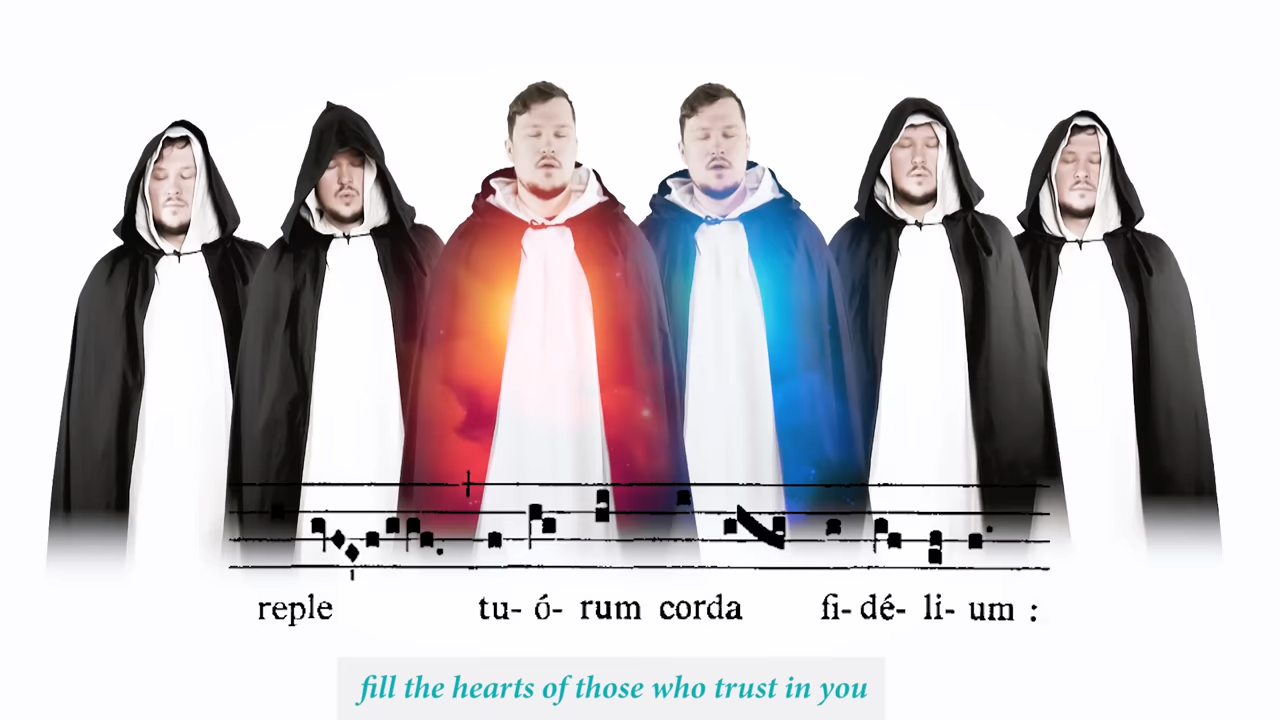 reple tu- ó- rum corda fi- dé- li- um :
fill the hearts of those who trust in you